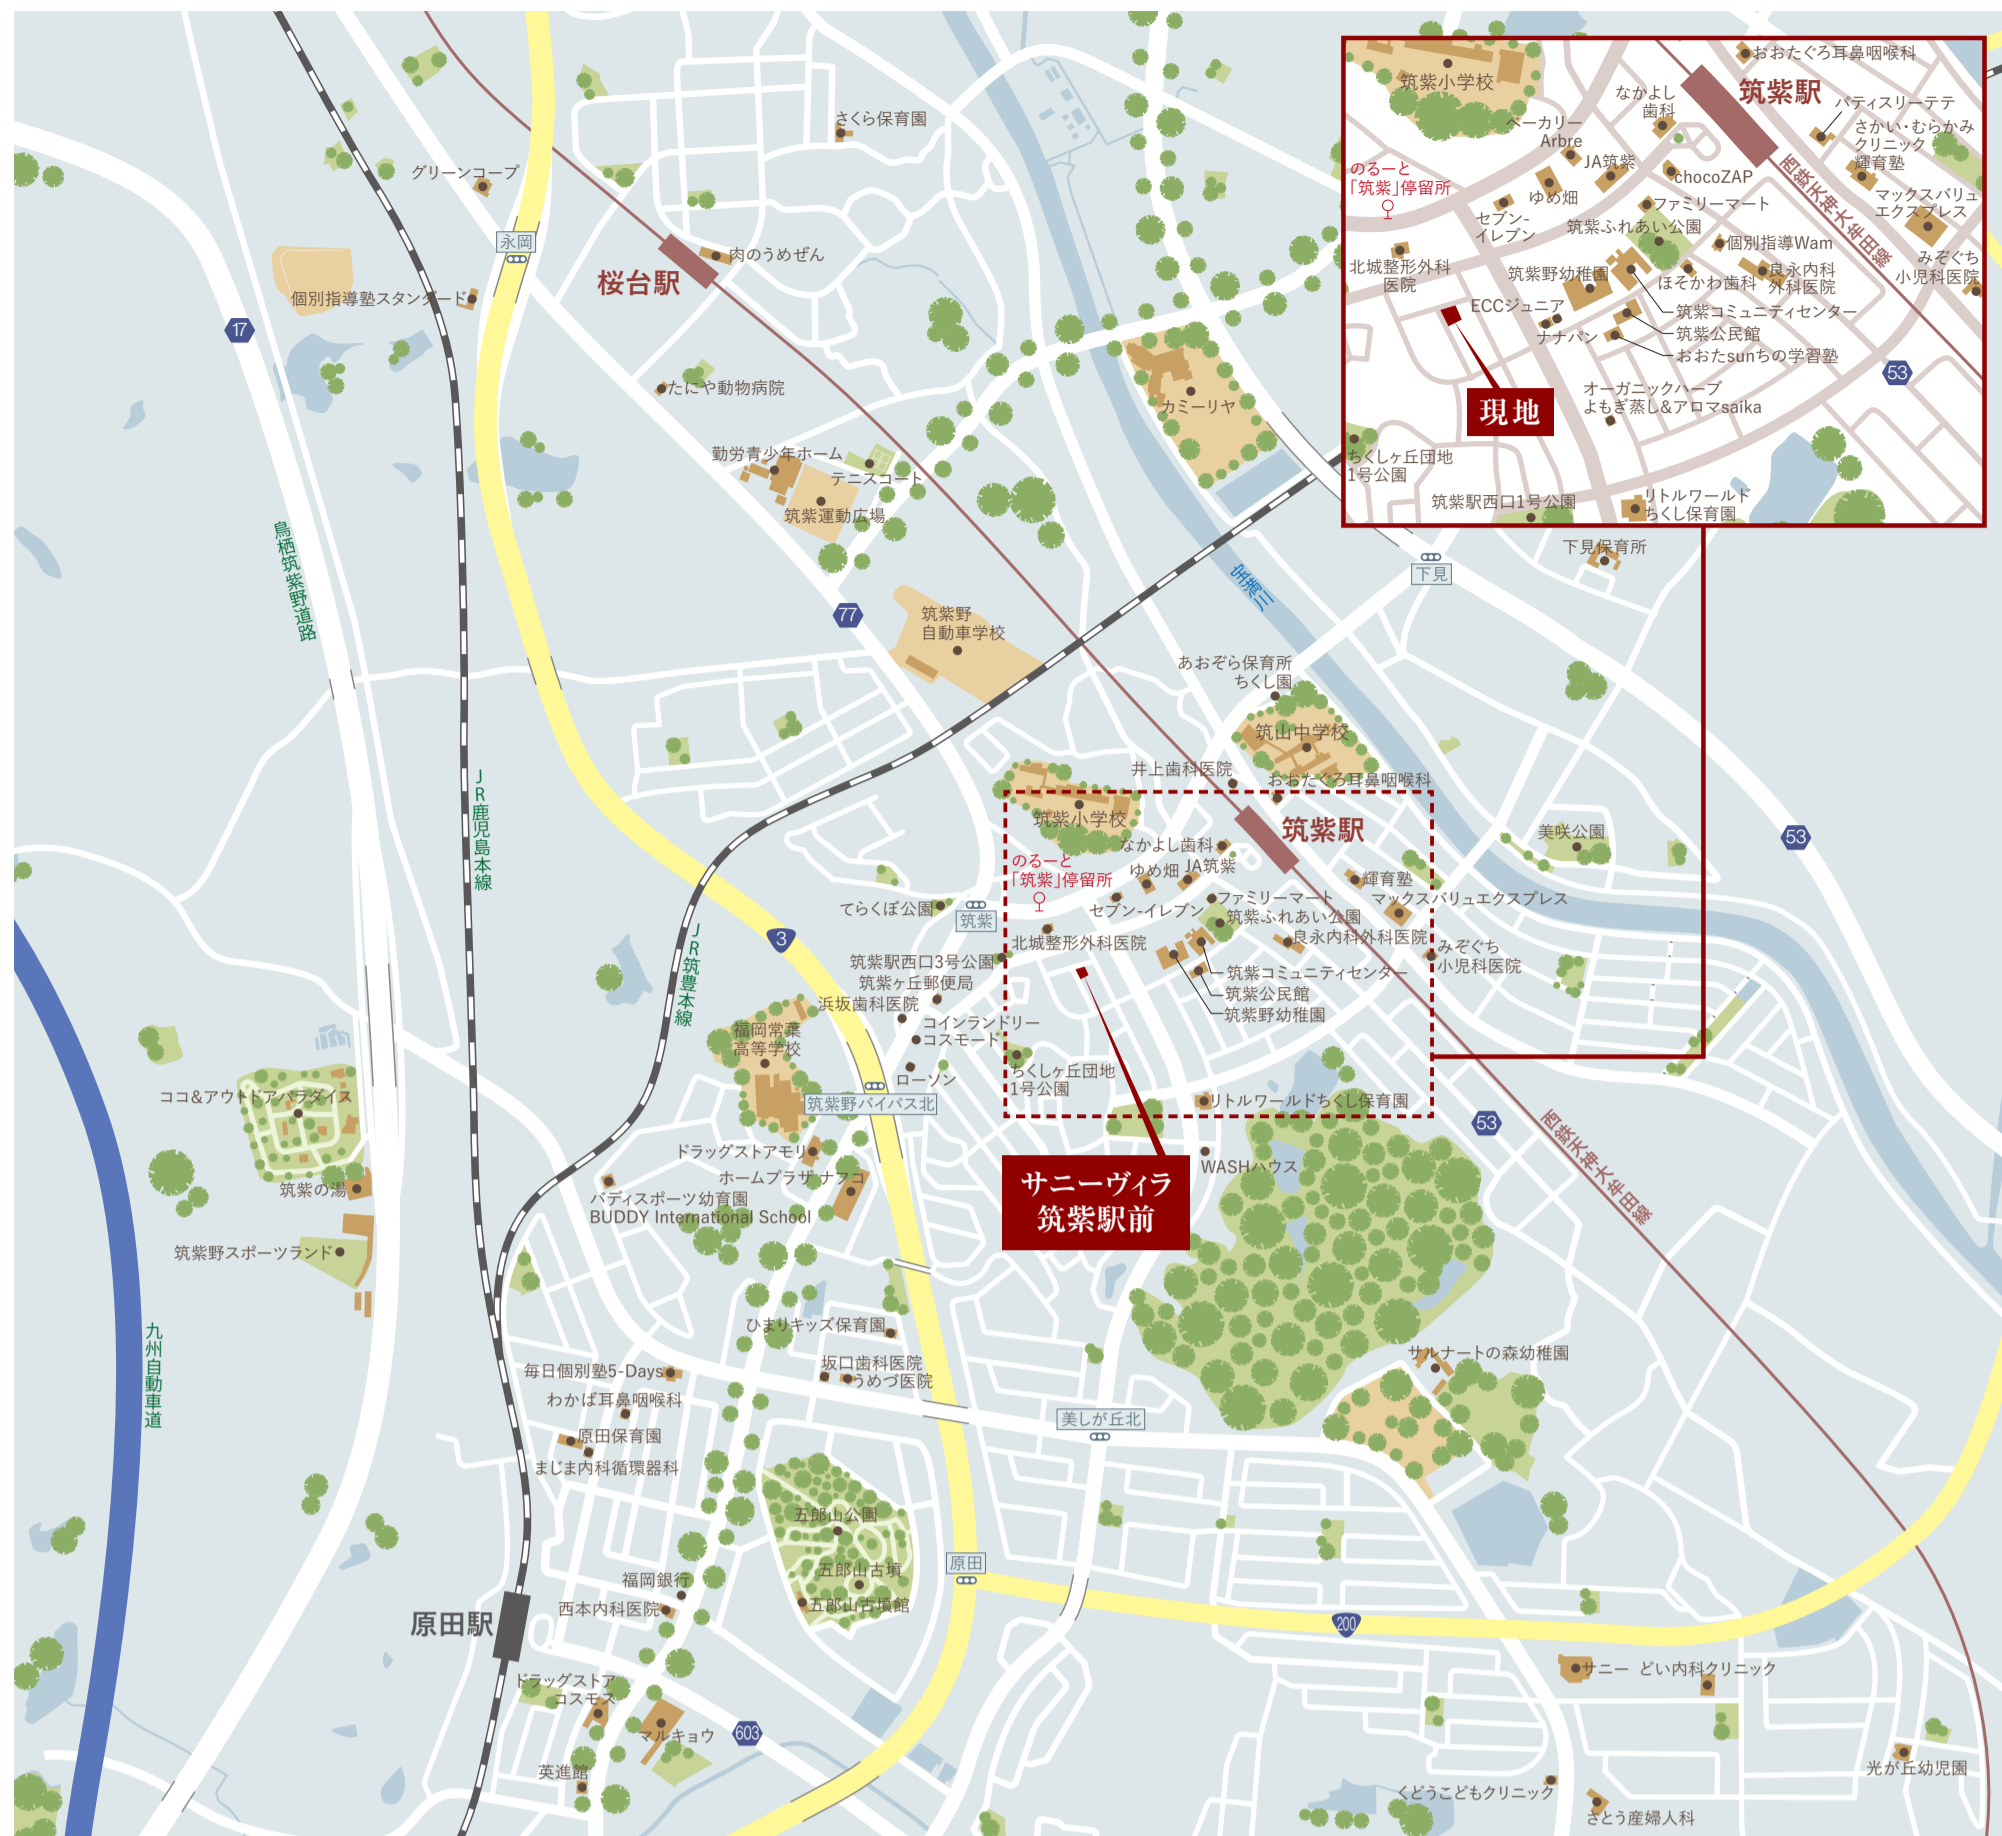 さくら保育園
グリーンコープ
永岡
個別指導塾スタンダード
桜台駅
肉のうめぜん
17
たにや動物病院
勤労青少年ホーム
テニスコート
筑紫運動広場
カミーリヤ
鳥栖筑紫野道路
77
筑紫野
自動車学校
宝満川
下見
下見保育所
筑紫小学校
おおたぐろ耳鼻咽喉科
筑紫駅
なかよし
歯科
パティスリーテテ
さかい・むらかみ
クリニック
輝育塾
ベーカリー
Arbre
JA筑紫
chocoZAP
のるーと
「筑紫」停留所
ゆめ畑
ファミリーマート
マックスバリュ
エクスプレス
セブン-
イレブン
筑紫ふれあい公園
西鉄天神大牟田線
個別指導Wam
北城整形外科
医院
筑紫野幼稚園
ほそかわ歯科
良永内科
外科医院
みぞぐち
小児科医院
ECCジュニア
筑紫コミュニティセンター
ナナパン
筑紫公民館
おおたsunちの学習塾
53
現地
オーガニックハーブ
よもぎ蒸し&アロマsaika
ちくしヶ丘団地
1号公園
筑紫駅西口1号公園
リトルワールド
ちくし保育園
あおぞら保育所
ちくし園
筑山中学校
井上歯科医院
おおたぐろ耳鼻咽喉科
筑紫小学校
筑紫駅
なかよし歯科
ゆめ畑
JA筑紫
のるーと
「筑紫」停留所
セブン-イレブン
ファミリーマート
輝育塾
マックスバリュエクスプレス
筑紫ふれあい公園
良永内科外科医院
北城整形外科医院
みぞぐち
小児科医院
筑紫コミュニティセンター
筑紫公民館
筑紫野幼稚園
美咲公園
53
JR鹿児島本線
JR筑豊本線
3
てらくぼ公園
筑紫
筑紫駅西口3号公園
筑紫ヶ丘郵便局
浜坂歯科医院
コインランドリー
コスモード
ローソン
福岡常葉
高等学校
筑紫野バイパス北
ちくしヶ丘団地
1号公園
リトルワールドちくし保育園
53
西鉄天神大牟田線
WASHハウス
サニーヴィラ
筑紫駅前
ココ&アウトドアパラダイス
筑紫の湯
筑紫野スポーツランド
九州自動車道
ドラッグストアモリ
ホームプラザ ナフコ
バディスポーツ幼育園
BUDDY International School
ひまりキッズ保育園
坂口歯科医院
うめづ医院
毎日個別塾5-Days
わかば耳鼻咽喉科
原田保育園
まじま内科循環器科
美しが丘北
サルナートの森幼稚園
五郎山公園
五郎山古墳
五郎山古墳館
原田
福岡銀行
西本内科医院
原田駅
200
ドラッグストア
コスモス
マルキョウ
603
英進館
サニー どい内科クリニック
くどうこどもクリニック
さとう産婦人科
光が丘幼児園